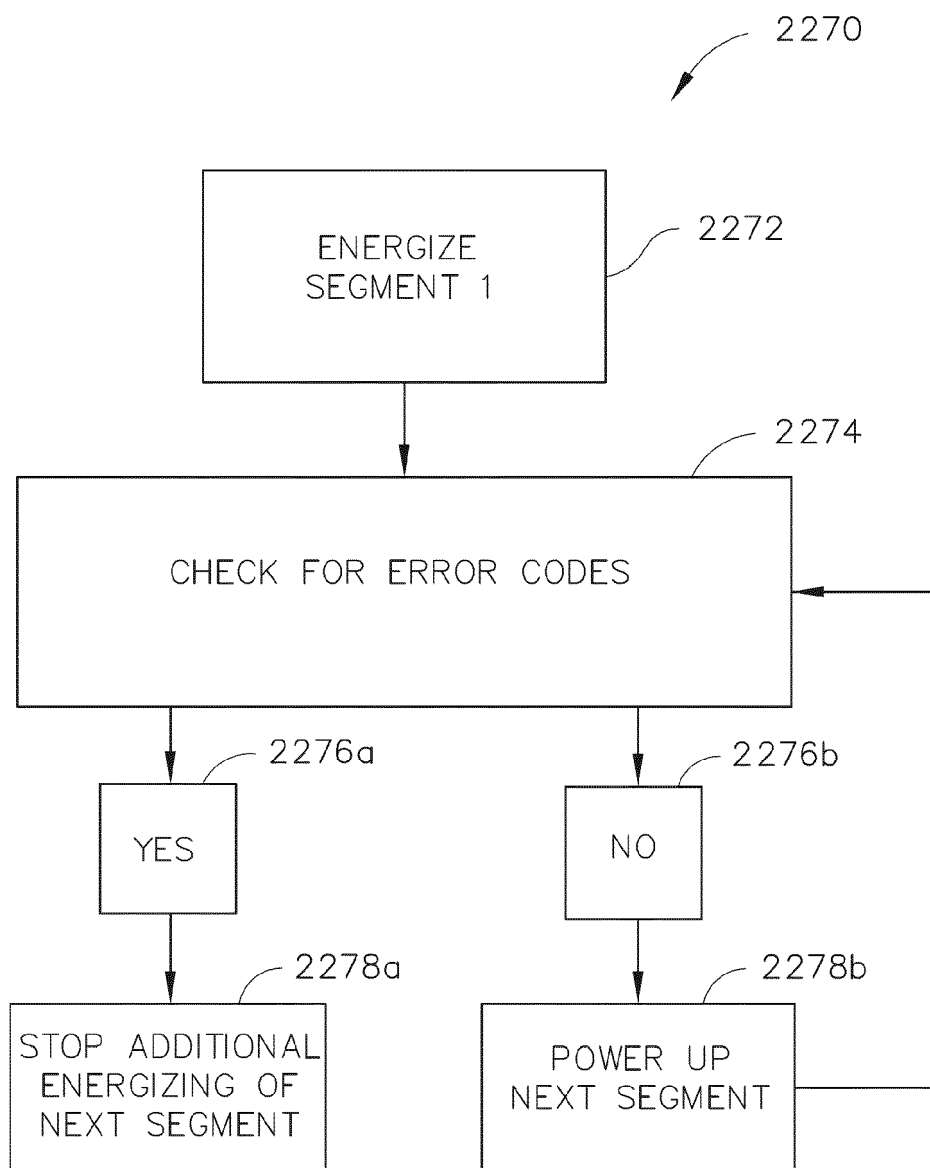 2270
ENERGIZE
SEGMENT 1
2272
2274
CHECK FOR ERROR CODES
2276a
2276b
YES
NO
2278a
2278b
STOP ADDITIONAL
ENERGIZING OF
NEXT SEGMENT
POWER UP
NEXT SEGMENT